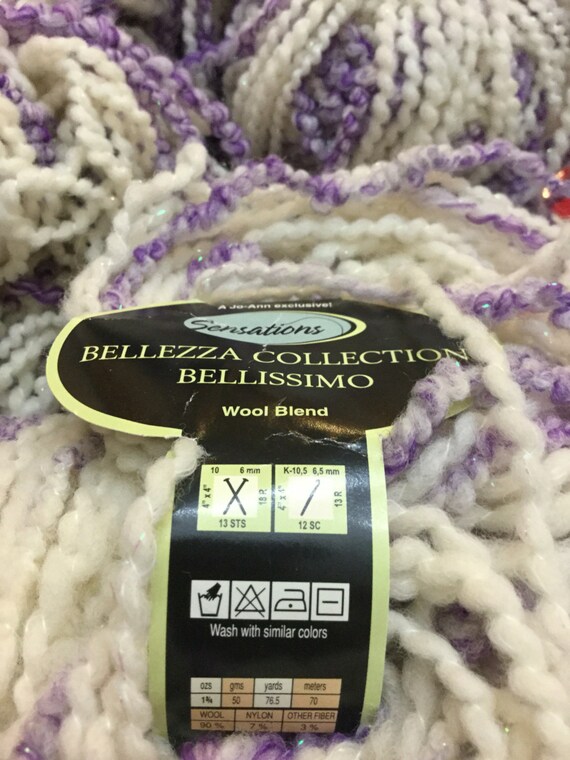 A Jo-Ann exclusive!
Sensations
BELLEZZA COLLECTION
BELLISSIMO
Wool Blend
10 6 mm
4" x 4" 18 R
13 STS
K-10,5 6,5 mm
4" x 4" 13 R
12 SC
Wash with similar colors
ozs gms yards meters
1¾ 50 76.5 70
WOOL NYLON OTHER FIBER
90 % 7 % 3 %